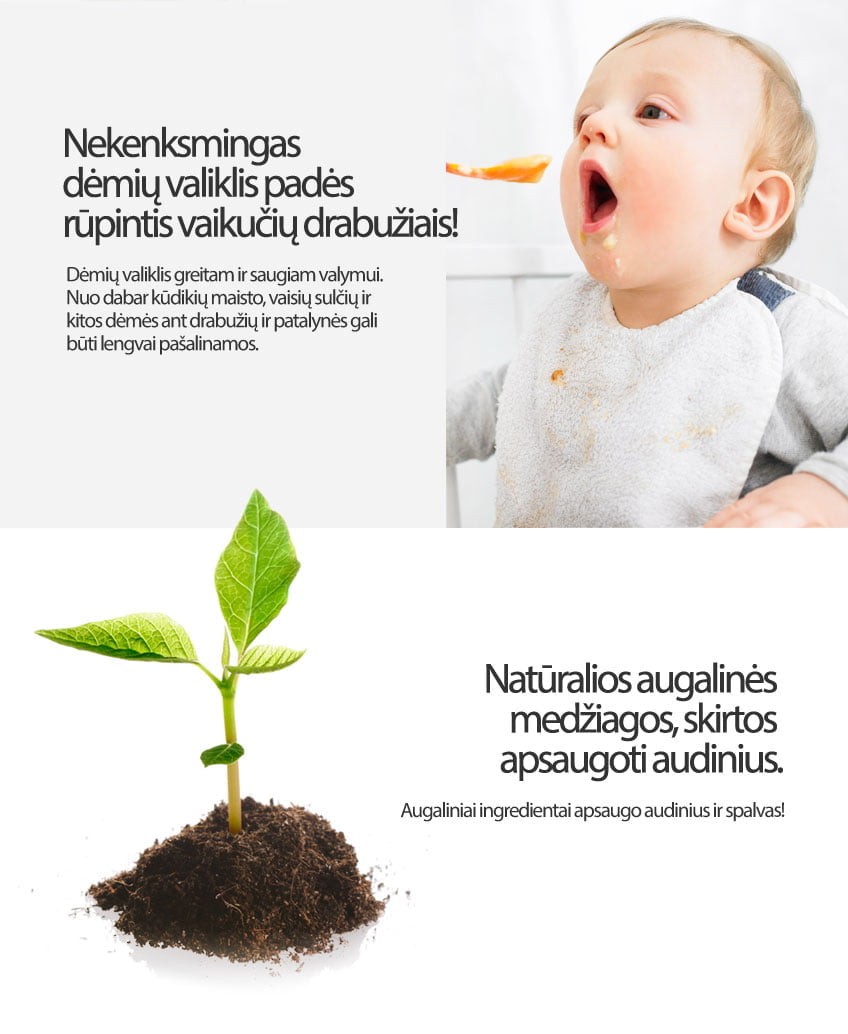 Nekenksmingas
dėmių valiklis padės
rūpintis vaikučių drabužiais!
Dėmių valiklis greitam ir saugiam valymui.
Nuo dabar kūdikių maisto, vaisių sulčių ir
kitos dėmės ant drabužių ir patalynės gali
būti lengvai pašalinamos.
Natūralios augalinės
medžiagos, skirtos
apsaugoti audinius.
Augaliniai ingredientai apsaugo audinius ir spalvas!